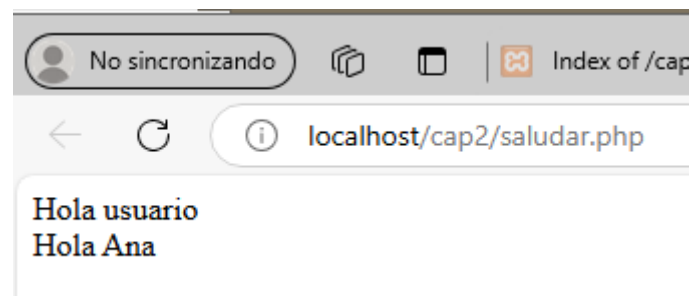 No sincronizando
Index of /cap
localhost/cap2/saludar.php
Hola usuario
Hola Ana